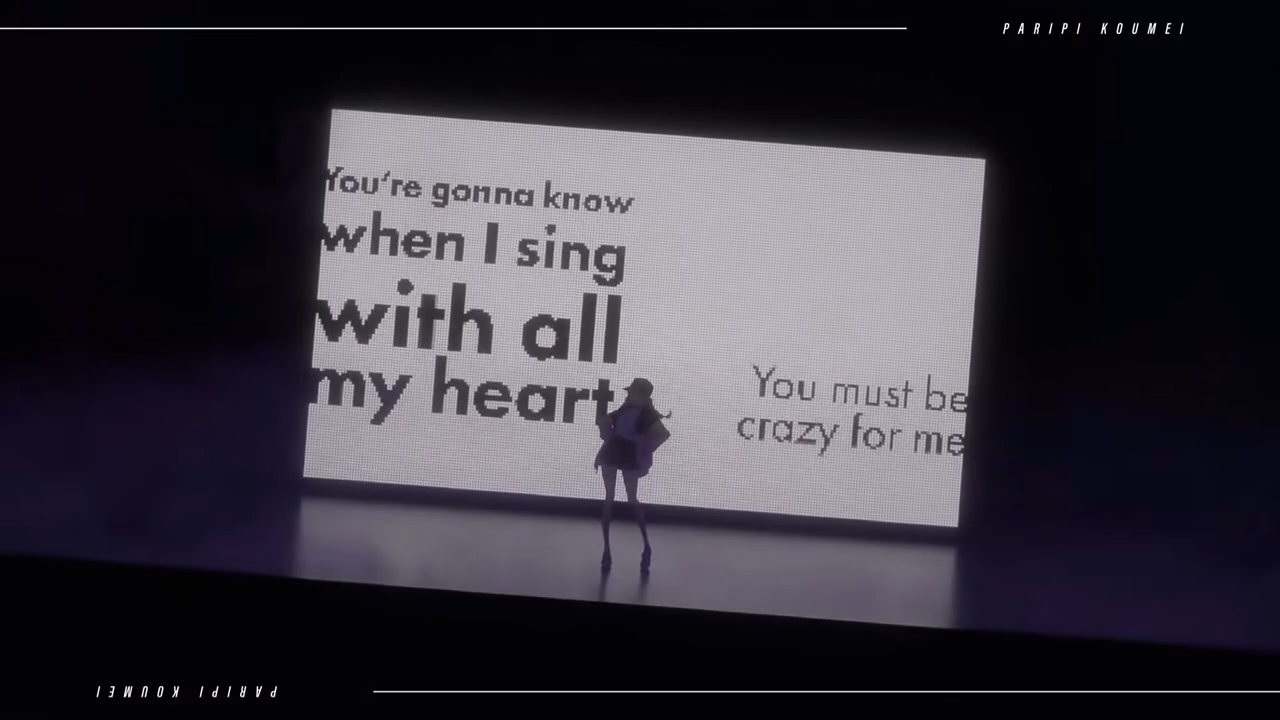 PARIPI KOUMEI
You're gonna know
when I sing
with all
my heart
You must be
crazy for me
PARIPI KOUMEI